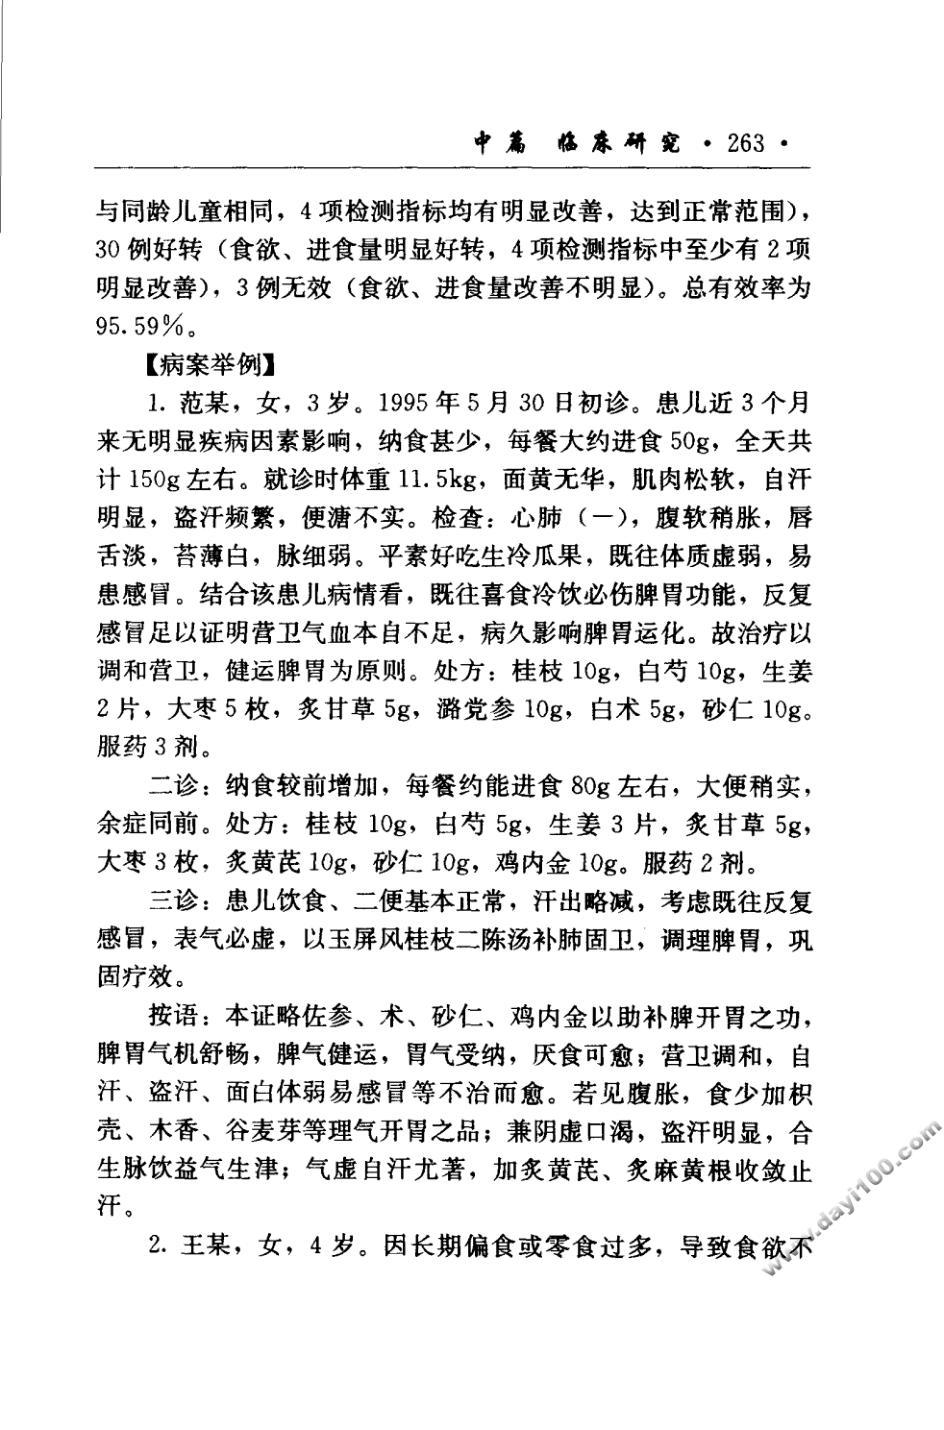 中篇 临床研究 · 263 ·
与同龄儿童相同，4 项检测指标均有明显改善，达到正常范围），
30 例好转（食欲、进食量明显好转，4 项检测指标中至少有 2 项
明显改善），3 例无效（食欲、进食量改善不明显）。总有效率为
95.59%。
【病案举例】
1. 范某，女，3 岁。1995 年 5 月 30 日初诊。患儿近 3 个月
来无明显疾病因素影响，纳食甚少，每餐大约进食 50g，全天共
计 150g 左右。就诊时体重 11.5kg，面黄无华，肌肉松软，自汗
明显，盗汗频繁，便溏不实。检查：心肺（一），腹软稍胀，唇
舌淡，苔薄白，脉细弱。平素好吃生冷瓜果，既往体质虚弱，易
患感冒。结合该患儿病情看，既往喜食冷饮必伤脾胃功能，反复
感冒足以证明营卫气血本自不足，病久影响脾胃运化。故治疗以
调和营卫，健运脾胃为原则。处方：桂枝 10g，白芍 10g，生姜
2 片，大枣 5 枚，炙甘草 5g，潞党参 10g，白术 5g，砂仁 10g。
服药 3 剂。
二诊：纳食较前增加，每餐约能进食 80g 左右，大便稍实，
余症同前。处方：桂枝 10g，白芍 5g，生姜 3 片，炙甘草 5g，
大枣 3 枚，炙黄芪 10g，砂仁 10g，鸡内金 10g。服药 2 剂。
三诊：患儿饮食、二便基本正常，汗出略减，考虑既往反复
感冒，表气必虚，以玉屏风桂枝二陈汤补肺固卫，调理脾胃，巩
固疗效。
按语：本证略佐参、术、砂仁、鸡内金以助补脾开胃之功，
脾胃气机舒畅，脾气健运，胃气受纳，厌食可愈；营卫调和，自
汗、盗汗、面白体弱易感冒等不治而愈。若见腹胀，食少加枳
壳、木香、谷麦芽等理气开胃之品；兼阴虚口渴，盗汗明显，合
生脉饮益气生津；气虚自汗尤著，加炙黄芪、炙麻黄根收敛止
汗。
2. 王某，女，4 岁。因长期偏食或零食过多，导致食欲不
www.dayi100.com